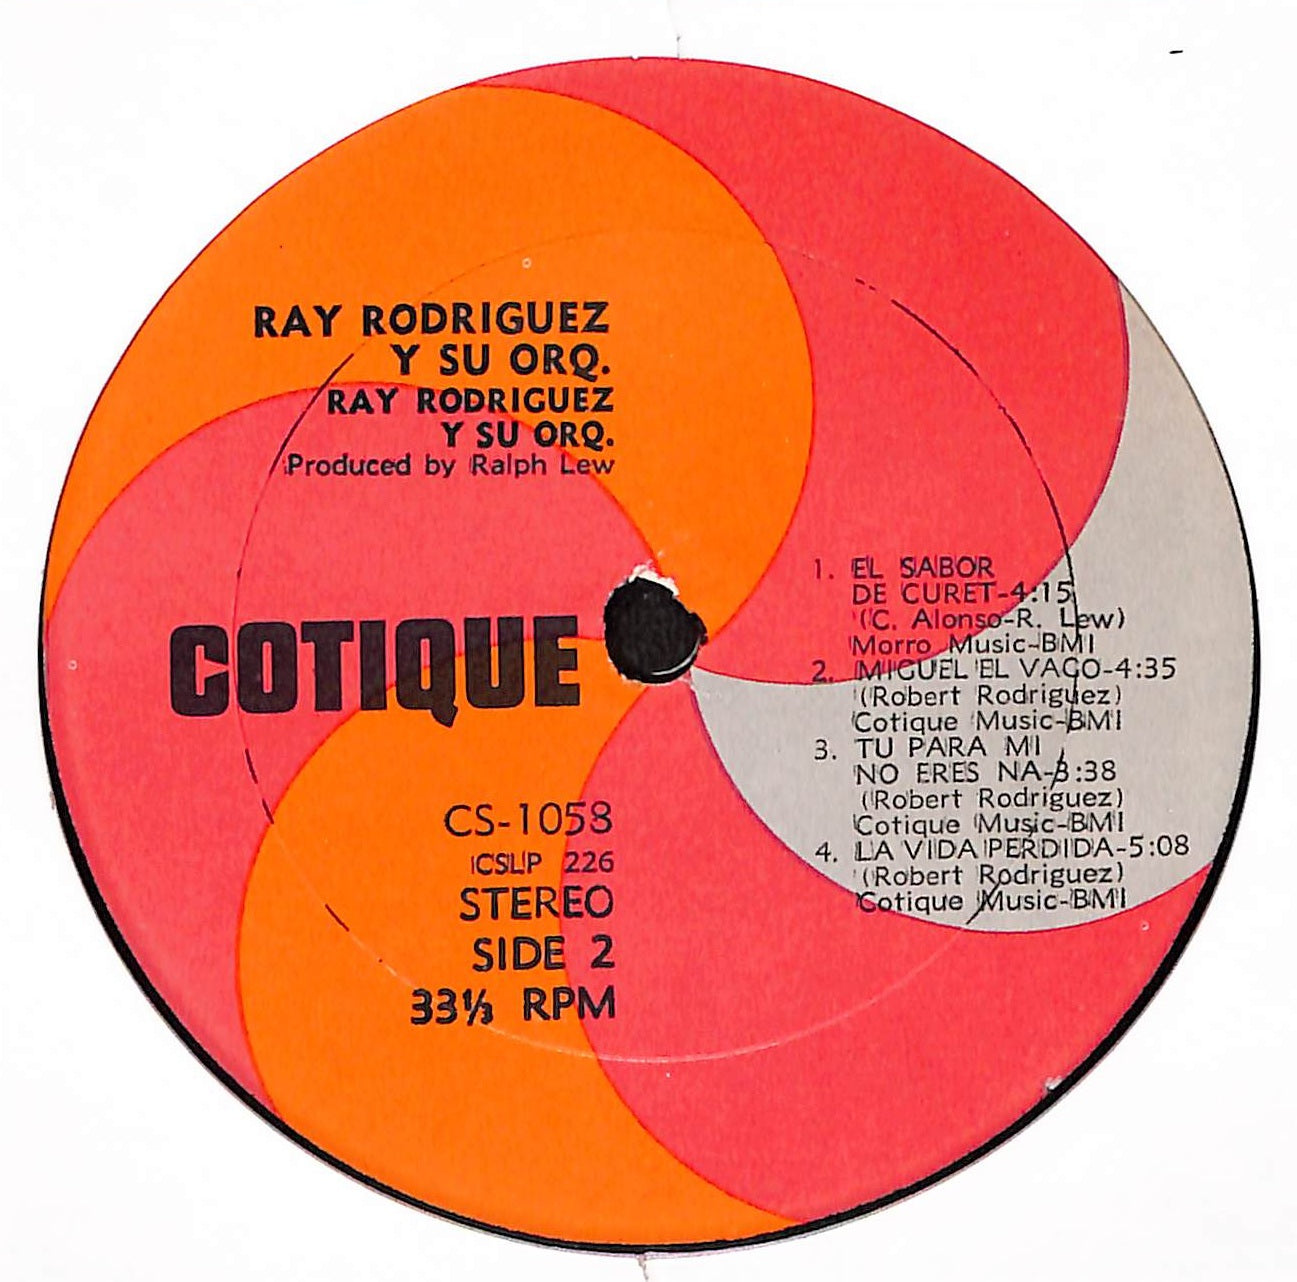 RAY RODRIGUEZ
Y SU ORQ.
RAY RODRIGUEZ
Y SU ORQ.
Produced by Ralph Lew
COTIQUE
CS-1058
CSLP 226
STEREO
SIDE 2
33⅓ RPM
1. EL SABOR
DE CURET-4:15
(C. Alonso-R. Lew)
Morro Music-BMI
2. MIGUEL EL VAGO-4:35
(Robert Rodriguez)
Cotique Music-BMI
3. TU PARA MI
NO ERES NA-3:38
(Robert Rodriguez)
Cotique Music-BMI
4. LA VIDA PERDIDA-5:08
(Robert Rodriguez)
Cotique Music-BMI